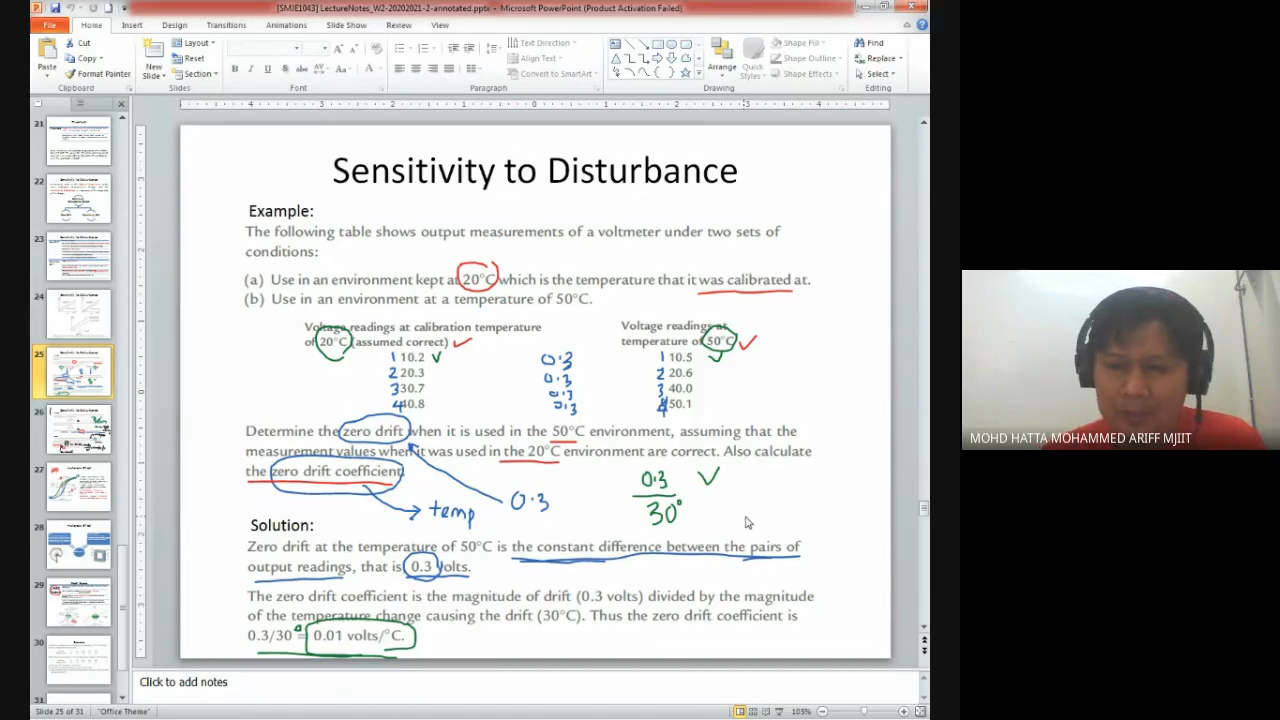 [SMJE1043] LectureNotes_W2-20202021-2-annotated.pptx - Microsoft PowerPoint (Product Activation Failed)
File Home Insert Design Transitions Animations Slide Show Review View
Cut Layout Text Direction Shape Fill Find
Copy Reset Align Text Shape Outline Replace
Paste Format Painter New Slide Section Convert to SmartArt Arrange Quick Styles Shape Effects Select
Clipboard Slides Font Paragraph Drawing Editing
21
22
23
24
25
26
27
28
29
30
31
Sensitivity to Disturbance
Example:
The following table shows output measurements of a voltmeter under two sets of
conditions:
(a) Use in an environment kept at 20°C which is the temperature that it was calibrated at.
(b) Use in an environment at a temperature of 50°C.
Voltage readings at calibration temperature Voltage readings at
of 20°C (assumed correct) temperature of 50°C
1 10.2 0.3 1 10.5
2 20.3 0.3 2 20.6
3 30.7 0.3 3 40.0
4 40.8 0.3 4 50.1
Determine the zero drift when it is used in the 50°C environment, assuming that the
measurement values when it was used in the 20°C environment are correct. Also calculate
the zero drift coefficient
0.3
30°
temp 0.3
Solution:
Zero drift at the temperature of 50°C is the constant difference between the pairs of
output readings, that is 0.3 volts.
The zero drift coefficient is the magnitude of drift (0.3 volts) divided by the magnitude
of the temperature change causing the drift (30°C). Thus the zero drift coefficient is
0.3/30° = 0.01 volts/°C.
Click to add notes
Slide 25 of 31 "Office Theme" 105%
MOHD HATTA MOHAMMED ARIFF MJIIT